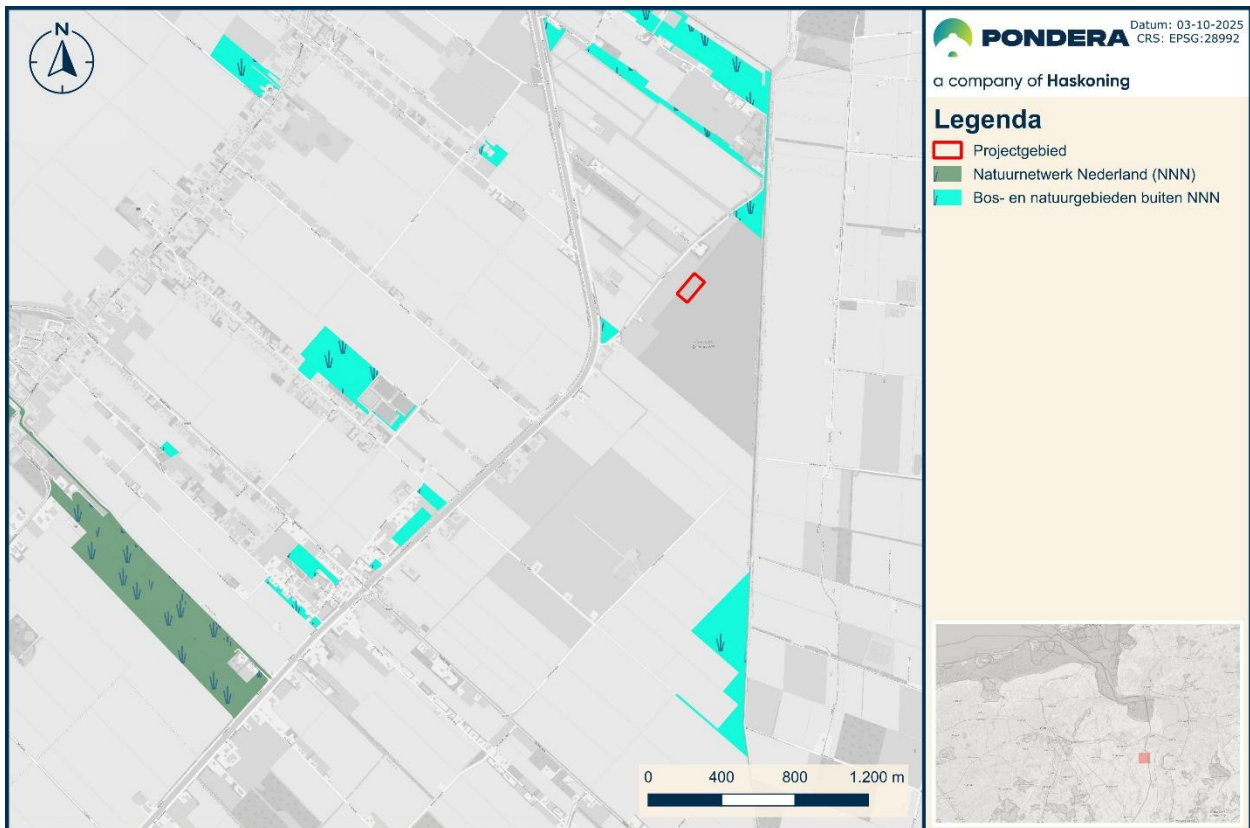 N
PONDERA
Datum: 03-10-2025
CRS: EPSG:28992
a company of Haskoning
Legenda
Projectgebied
Natuurnetwerk Nederland (NNN)
Bos- en natuurgebieden buiten NNN
0 400 800 1.200 m